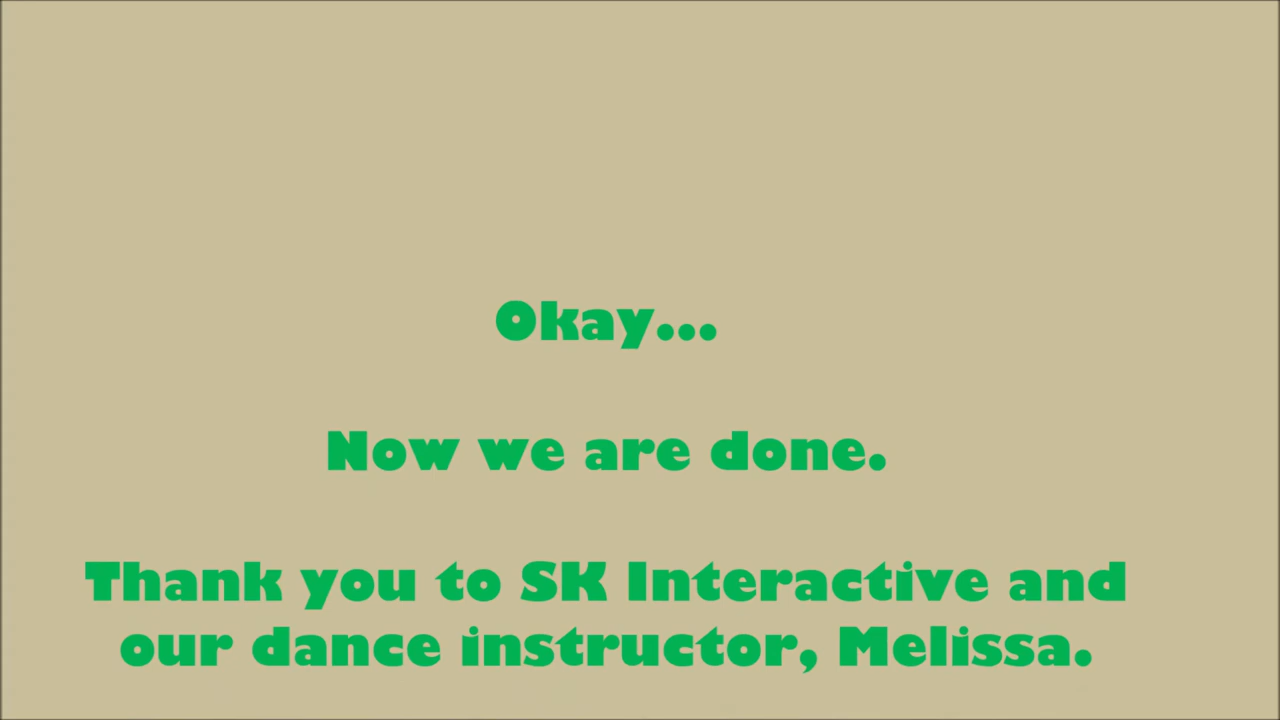 Okay...
Now we are done.
Thank you to SK Interactive and
our dance instructor, Melissa.